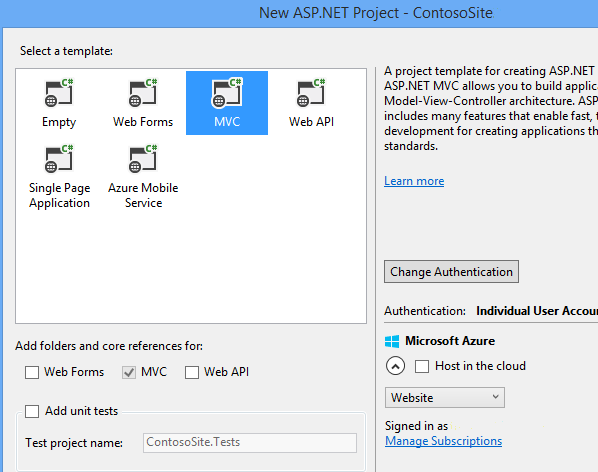 New ASP.NET Project - ContosoSite
Select a template:
C# C# C# C#
Empty Web Forms MVC Web API
C# C#
Single Page Azure Mobile
Application Service
A project template for creating ASP.NET
ASP.NET MVC allows you to build applica
Model-View-Controller architecture. ASP
includes many features that enable fast, t
development for creating applications th
standards.
Learn more
Change Authentication
Authentication: Individual User Accou
Microsoft Azure
Host in the cloud
Website
Signed in as
Manage Subscriptions
Add folders and core references for:
Web Forms MVC Web API
Add unit tests
Test project name: ContosoSite.Tests